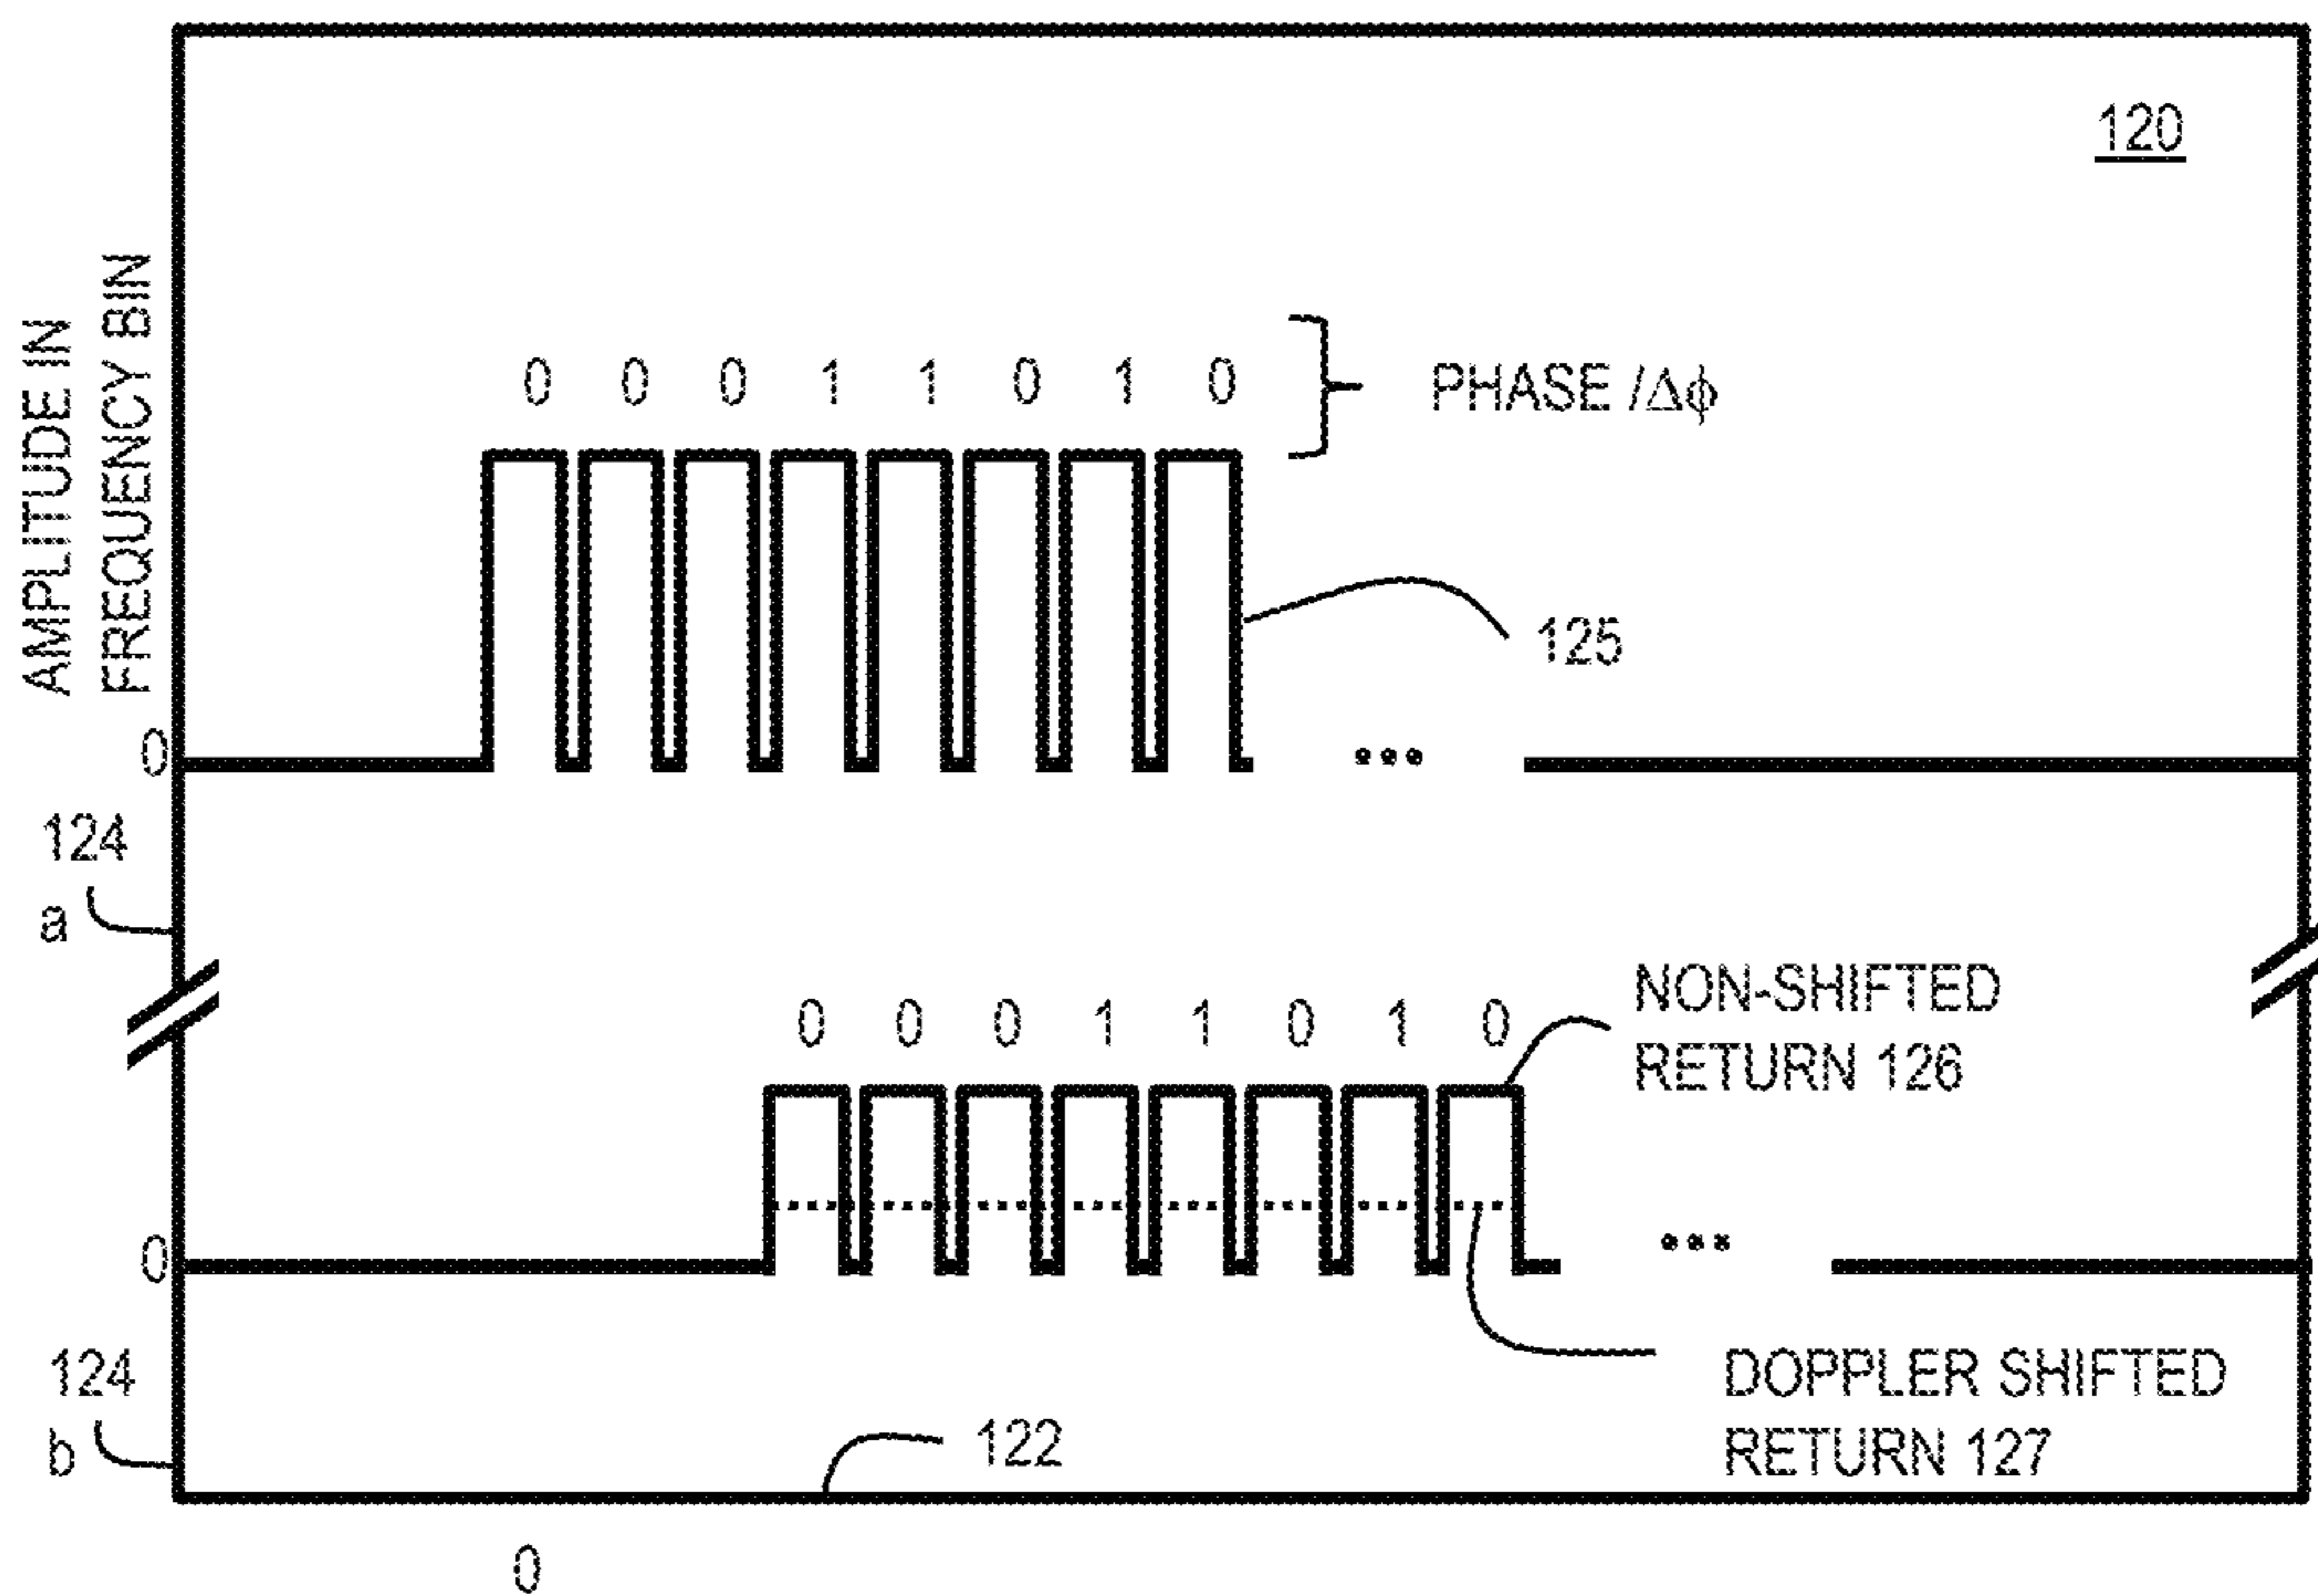 120
AMPLITUDE IN
FREQUENCY BIN
0 0 0 1 1 0 1 0
PHASE /Δϕ
125
0
...
124
a
NON-SHIFTED
RETURN 126
0 0 0 1 1 0 1 0
0
...
124
b
122
DOPPLER SHIFTED
RETURN 127
0